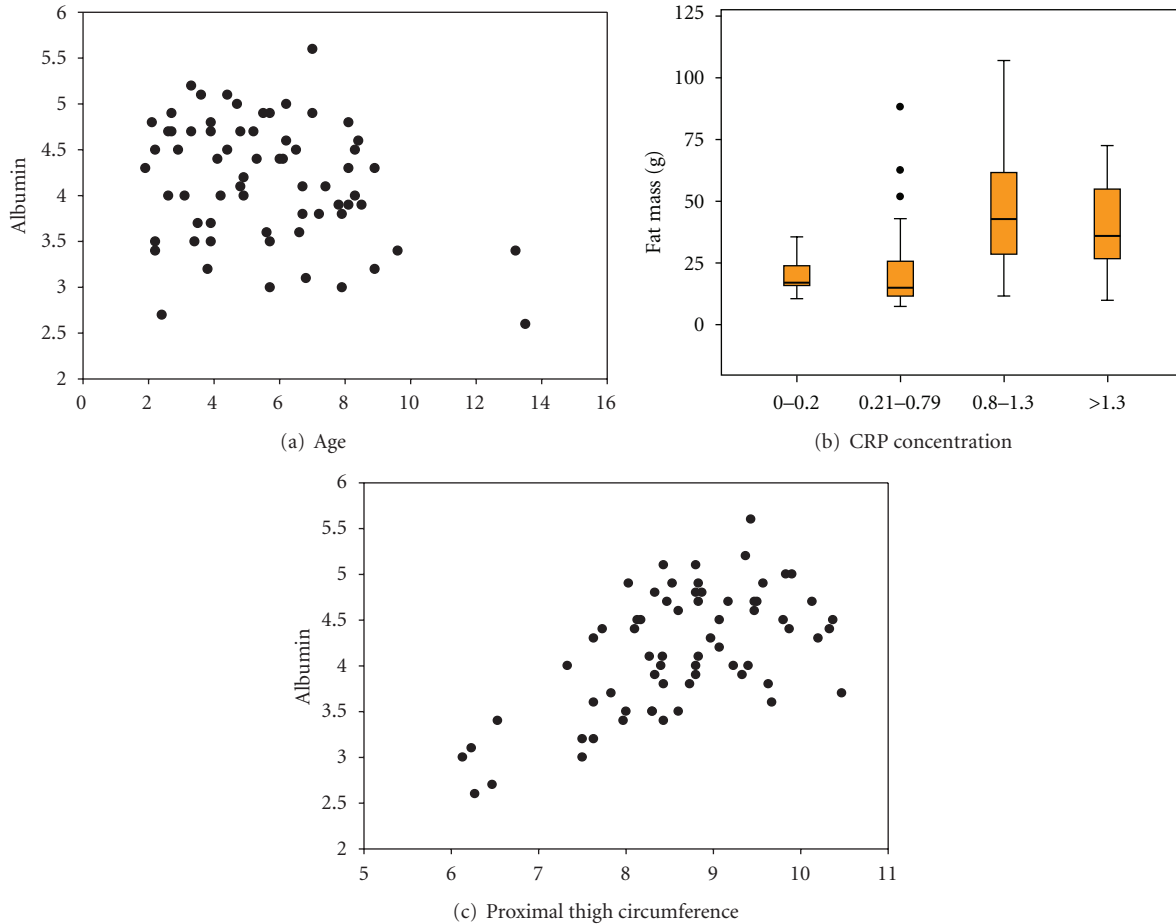 6
5.5
5
4.5
4
3.5
3
2.5
2
Albumin
0 2 4 6 8 10 12 14 16
(a) Age
125
100
75
50
25
0
Fat mass (g)
0–0.2 0.21–0.79 0.8–1.3 >1.3
(b) CRP concentration
6
5.5
5
4.5
4
3.5
3
2.5
2
Albumin
5 6 7 8 9 10 11
(c) Proximal thigh circumference